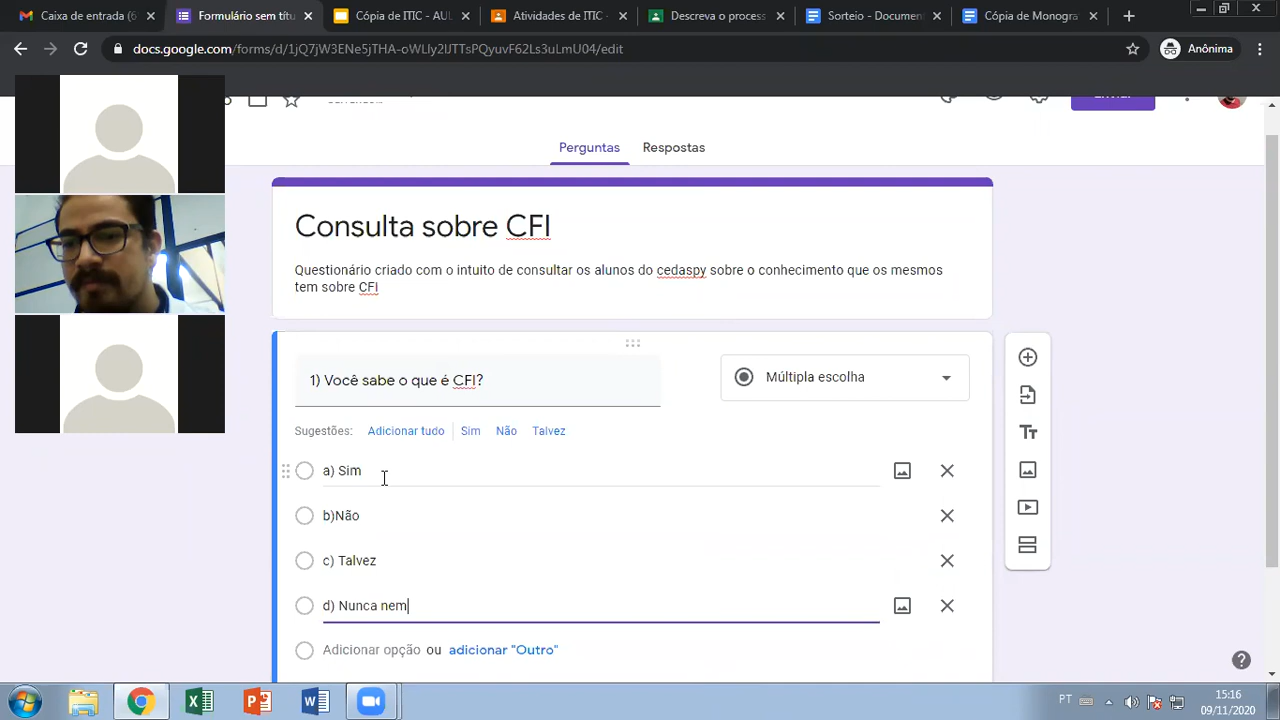 Caixa de entrada (6
Formulário sem títu
Cópia de ITIC - AUL
Atividades de ITIC -
Descreva o process
Sorteio - Document
Cópia de Monogra
docs.google.com/forms/d/1jQ7jW3ENe5jTHA-oWLly2lJTTsPQyuvF62Ls3uLmU04/edit
Anônima
Perguntas
Respostas
Consulta sobre CFI
Questionário criado com o intuito de consultar os alunos do cedaspy sobre o conhecimento que os mesmos
tem sobre CFI
1) Você sabe o que é CFI?
Múltipla escolha
Sugestões: Adicionar tudo Sim Não Talvez
a) Sim
b)Não
c) Talvez
d) Nunca nem
Adicionar opção ou adicionar "Outro"
PT
15:16
09/11/2020